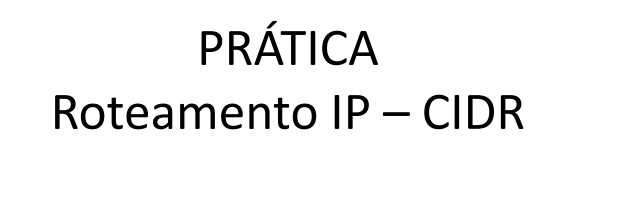 PRÁTICA
Roteamento IP – CIDR